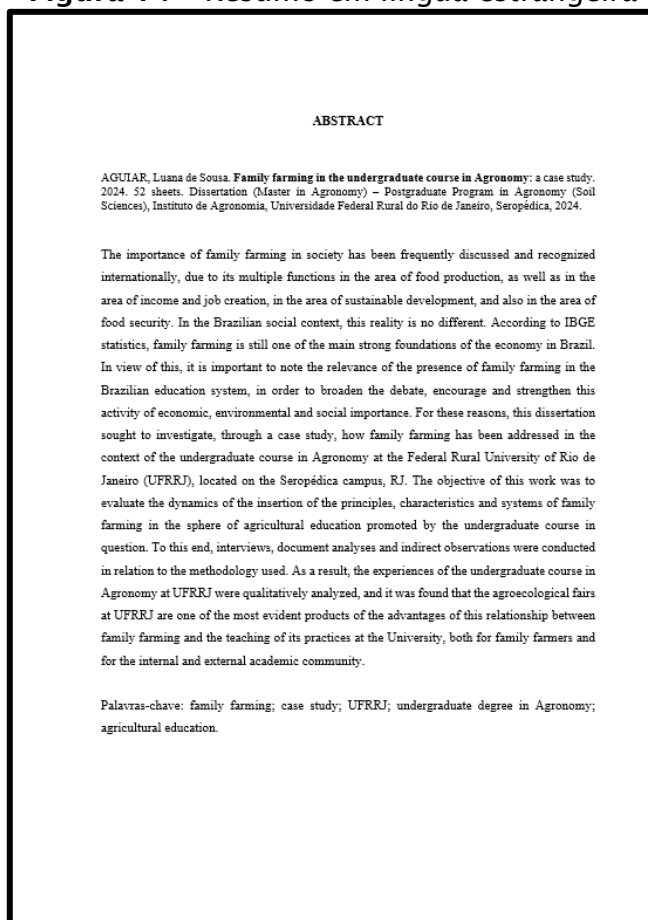 Resumo em língua estrangeira
ABSTRACT
AGUIAR, Luana de Sousa. Family farming in the undergraduate course in Agronomy: a case study.
2024. 52 sheets. Dissertation (Master in Agronomy) – Postgraduate Program in Agronomy (Soil
Sciences), Instituto de Agronomia, Universidade Federal Rural do Rio de Janeiro, Seropédica, 2024.
The importance of family farming in society has been frequently discussed and recognized
internationally, due to its multiple functions in the area of food production, as well as in the
area of income and job creation, in the area of sustainable development, and also in the area of
food security. In the Brazilian social context, this reality is no different. According to IBGE
statistics, family farming is still one of the main strong foundations of the economy in Brazil.
In view of this, it is important to note the relevance of the presence of family farming in the
Brazilian education system, in order to broaden the debate, encourage and strengthen this
activity of economic, environmental and social importance. For these reasons, this dissertation
sought to investigate, through a case study, how family farming has been addressed in the
context of the undergraduate course in Agronomy at the Federal Rural University of Rio de
Janeiro (UFRRJ), located on the Seropédica campus, RJ. The objective of this work was to
evaluate the dynamics of the insertion of the principles, characteristics and systems of family
farming in the sphere of agricultural education promoted by the undergraduate course in
question. To this end, interviews, document analyses and indirect observations were conducted
in relation to the methodology used. As a result, the experiences of the undergraduate course in
Agronomy at UFRRJ were qualitatively analyzed, and it was found that the agroecological fairs
at UFRRJ are one of the most evident products of the advantages of this relationship between
family farming and the teaching of its practices at the University, both for family farmers and
for the internal and external academic community.
Palavras-chave: family farming; case study; UFRRJ; undergraduate degree in Agronomy;
agricultural education.